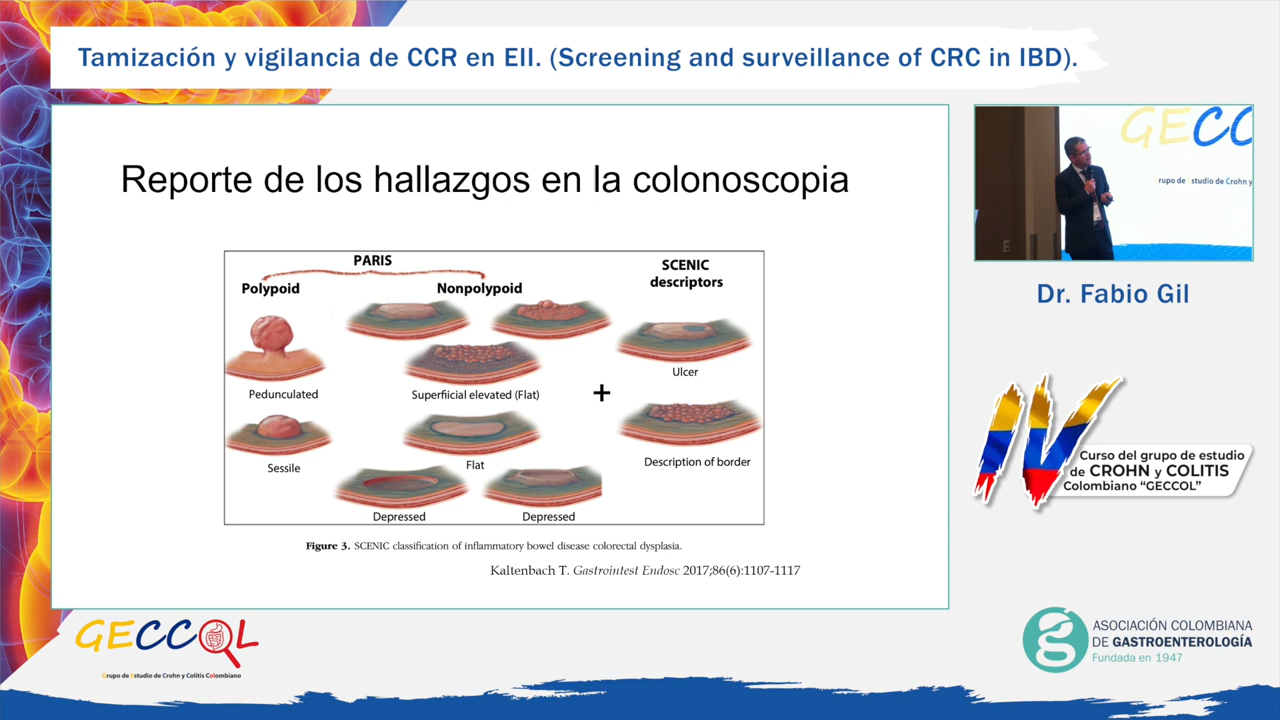 Tamización y vigilancia de CCR en EII. (Screening and surveillance of CRC in IBD).
Reporte de los hallazgos en la colonoscopia
PARIS
Polypoid
Nonpolypoid
SCENIC
descriptors
Pedunculated
Superfiicial elevated (Flat)
+
Ulcer
Sessile
Flat
Description of border
Depressed
Depressed
Figure 3. SCENIC classification of inflammatory bowel disease colorectal dysplasia.
Kaltenbach T. Gastrointest Endosc 2017;86(6):1107-1117
GECC
rupo de studio de Crohn y
E
Dr. Fabio Gil
IV
Curso del grupo de estudio
de CROHN y COLITIS
Colombiano “GECCOL”
GECCOL
Grupo de Estudio de Crohn y Colitis Colombiano
ASOCIACIÓN COLOMBIANA
DE GASTROENTEROLOGÍA
Fundada en 1947